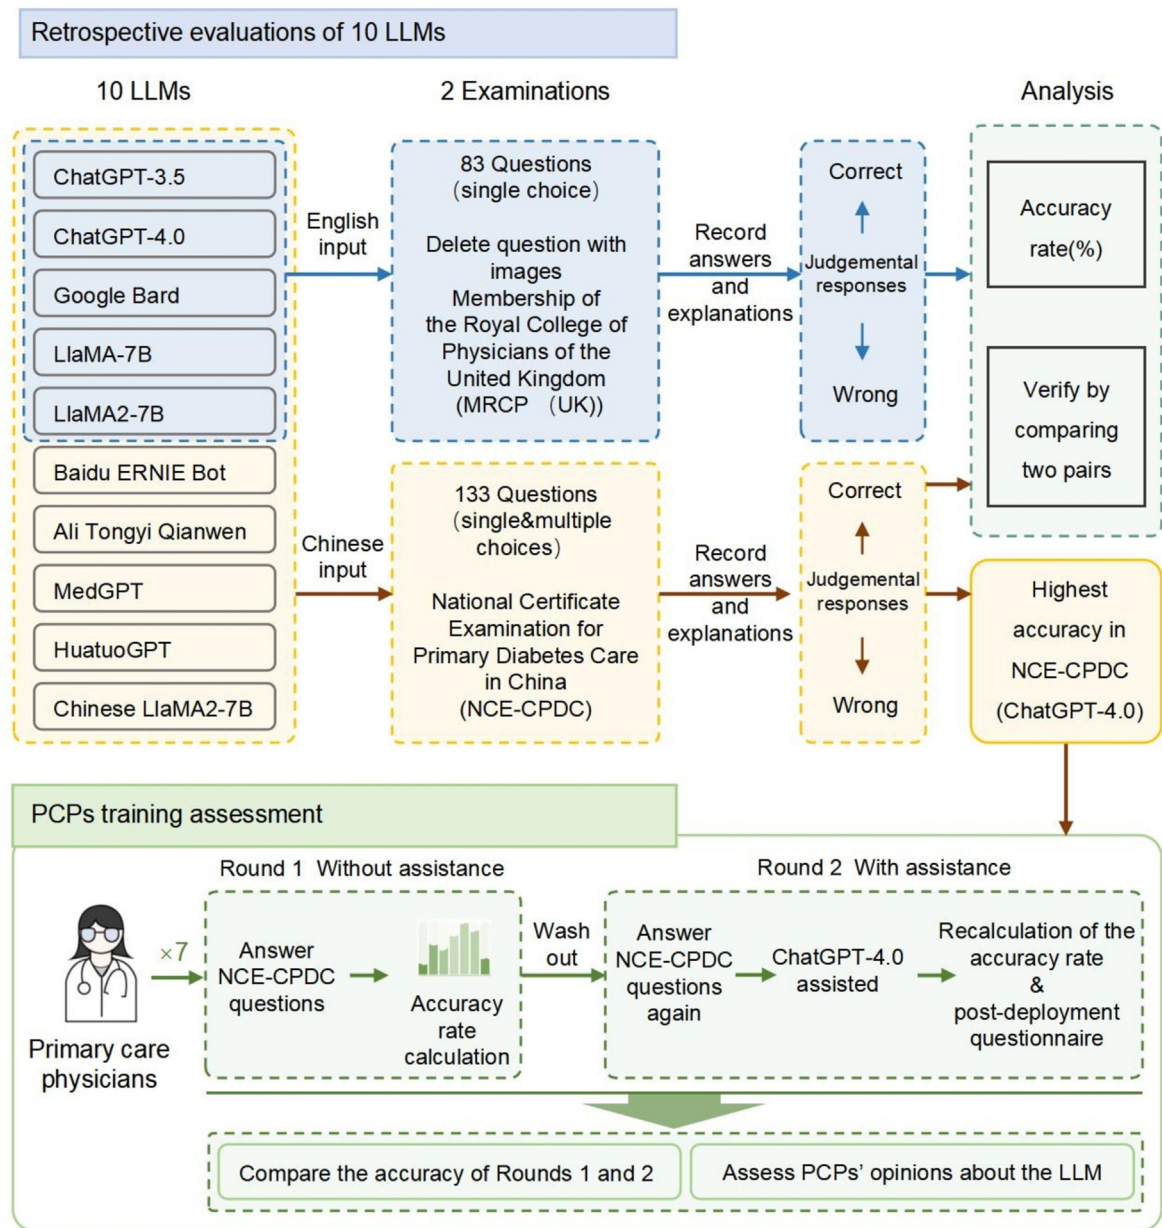 Retrospective evaluations of 10 LLMs
10 LLMs
2 Examinations
Analysis
ChatGPT-3.5
ChatGPT-4.0
Google Bard
LlaMA-7B
LlaMA2-7B
Baidu ERNIE Bot
Ali Tongyi Qianwen
MedGPT
HuatuoGPT
Chinese LlaMA2-7B
English
input
Chinese
input
83 Questions
(single choice)
Delete question with
images
Membership of
the Royal College of
Physicians of the
United Kingdom
(MRCP (UK))
133 Questions
(single&multiple
choices)
National Certificate
Examination for
Primary Diabetes Care
in China
(NCE-CPDC)
Record
answers
and
explanations
Record
answers
and
explanations
Correct
Judgemental
responses
Wrong
Correct
Judgemental
responses
Wrong
Accuracy
rate(%)
Verify by
comparing
two pairs
Highest
accuracy in
NCE-CPDC
(ChatGPT-4.0)
PCPs training assessment
Round 1 Without assistance
Round 2 With assistance
×7
Primary care
physicians
Answer
NCE-CPDC
questions
Accuracy
rate
calculation
Wash
out
Answer
NCE-CPDC
questions
again
ChatGPT-4.0
assisted
Recalculation of the
accuracy rate
&
post-deployment
questionnaire
Compare the accuracy of Rounds 1 and 2
Assess PCPs' opinions about the LLM